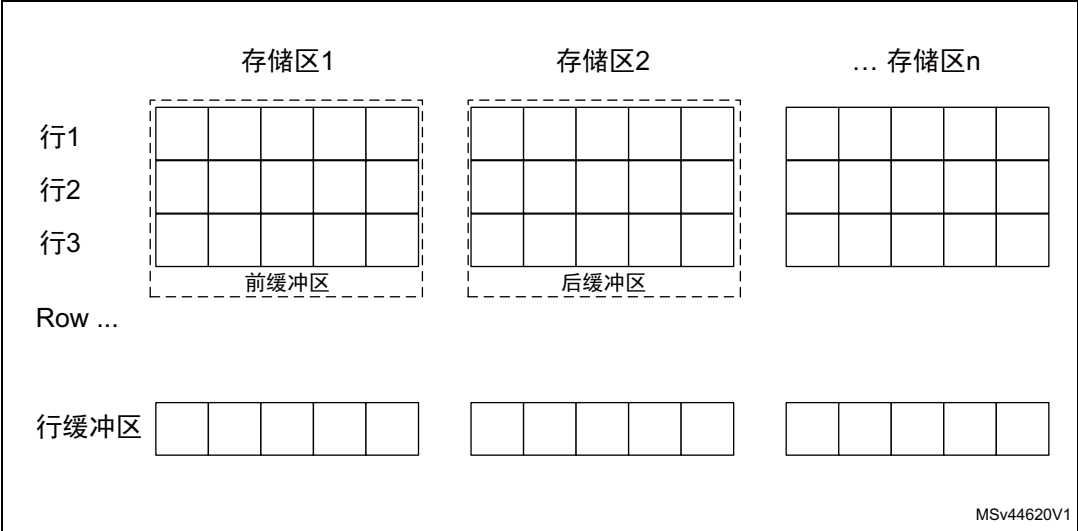 存储区1
存储区2
… 存储区n
行1
行2
行3
前缓冲区
后缓冲区
Row ...
行缓冲区
MSv44620V1